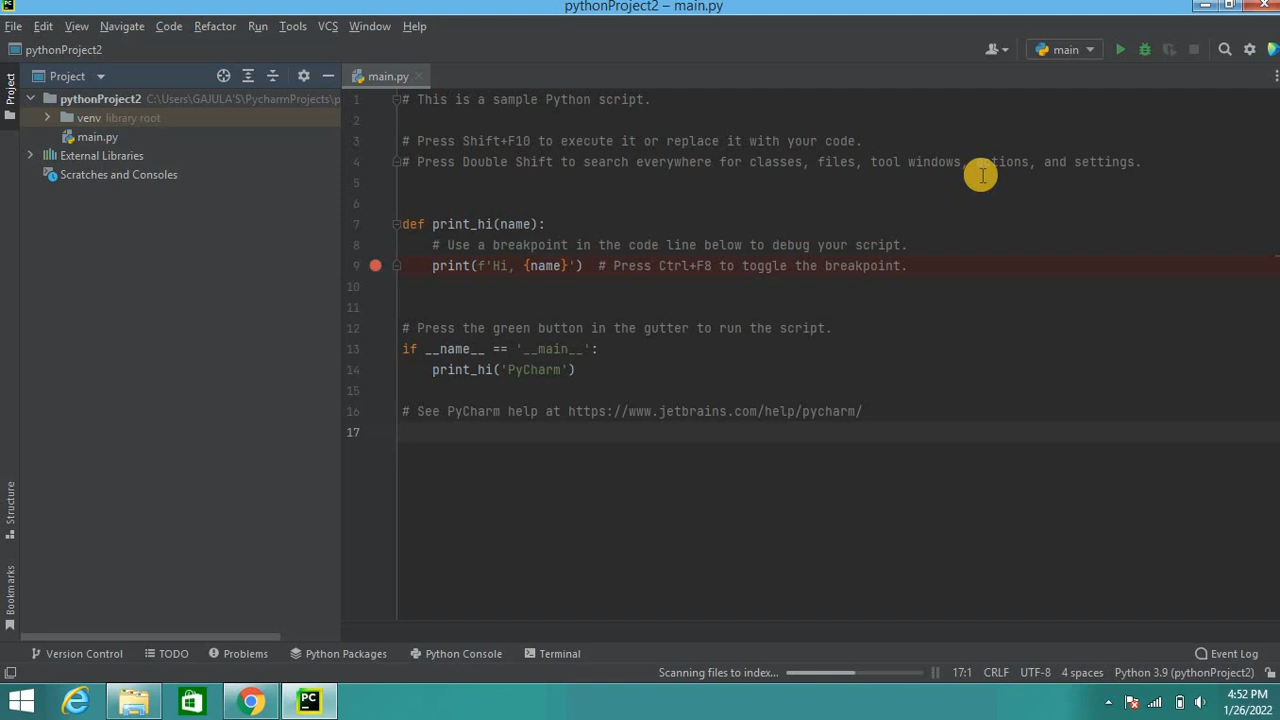 pythonProject2 – main.py
File Edit View Navigate Code Refactor Run Tools VCS Window Help
pythonProject2
main
Project
main.py
Project
pythonProject2 C:\Users\GAJULA'S\PycharmProjects\p
venv library root
main.py
External Libraries
Scratches and Consoles
1 # This is a sample Python script.
2
3 # Press Shift+F10 to execute it or replace it with your code.
4 # Press Double Shift to search everywhere for classes, files, tool windows, actions, and settings.
5
6
7 def print_hi(name):
8 # Use a breakpoint in the code line below to debug your script.
9 print(f'Hi, {name}') # Press Ctrl+F8 to toggle the breakpoint.
10
11
12 # Press the green button in the gutter to run the script.
13 if __name__ == '__main__':
14 print_hi('PyCharm')
15
16 # See PyCharm help at https://www.jetbrains.com/help/pycharm/
17
Structure
Bookmarks
Version Control TODO Problems Python Packages Python Console Terminal Event Log
Scanning files to index... 17:1 CRLF UTF-8 4 spaces Python 3.9 (pythonProject2)
PC
4:52 PM
1/26/2022